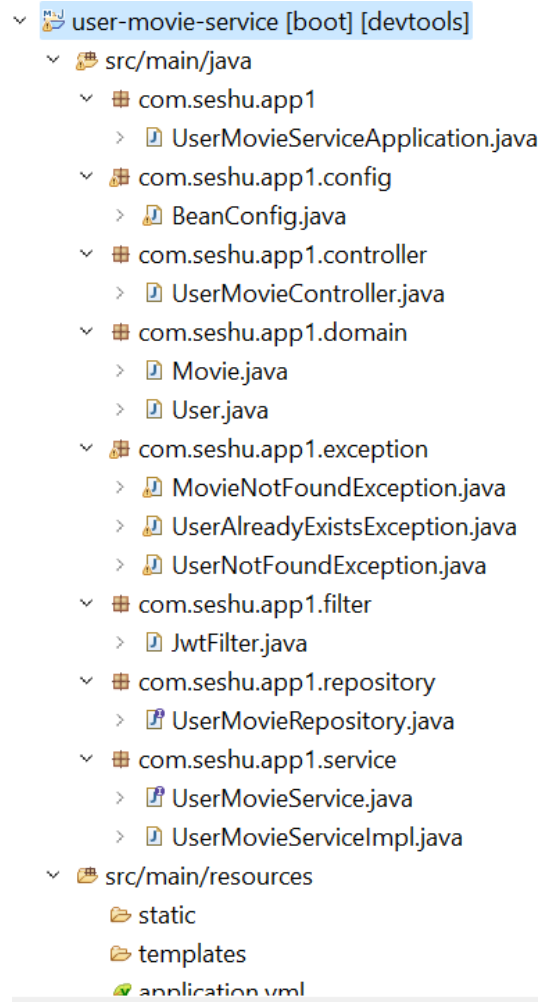 user-movie-service [boot] [devtools]
src/main/java
com.seshu.app1
UserMovieServiceApplication.java
com.seshu.app1.config
BeanConfig.java
com.seshu.app1.controller
UserMovieController.java
com.seshu.app1.domain
Movie.java
User.java
com.seshu.app1.exception
MovieNotFoundException.java
UserAlreadyExistsException.java
UserNotFoundException.java
com.seshu.app1.filter
JwtFilter.java
com.seshu.app1.repository
UserMovieRepository.java
com.seshu.app1.service
UserMovieService.java
UserMovieServiceImpl.java
src/main/resources
static
templates
application.yml